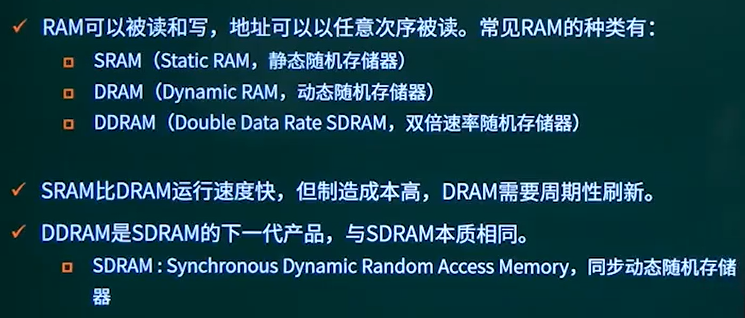 RAM可以被读和写，地址可以以任意次序被读。常见RAM的种类有：
SRAM（Static RAM，静态随机存储器）
DRAM（Dynamic RAM，动态随机存储器）
DDRAM（Double Data Rate SDRAM，双倍速率随机存储器）
SRAM比DRAM运行速度快，但制造成本高，DRAM需要周期性刷新。
DDRAM是SDRAM的下一代产品，与SDRAM本质相同。
SDRAM : Synchronous Dynamic Random Access Memory，同步动态随机存储
器